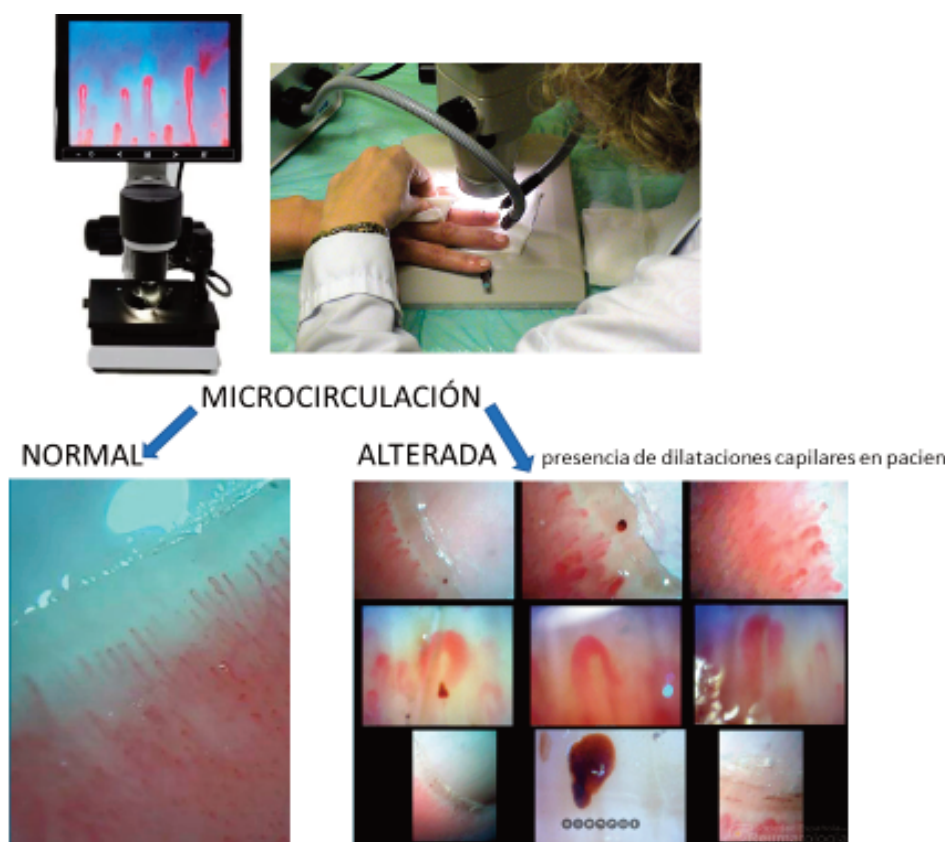 MICROCIRCULACIÓN
NORMAL
ALTERADA presencia de dilataciones capilares en pacien